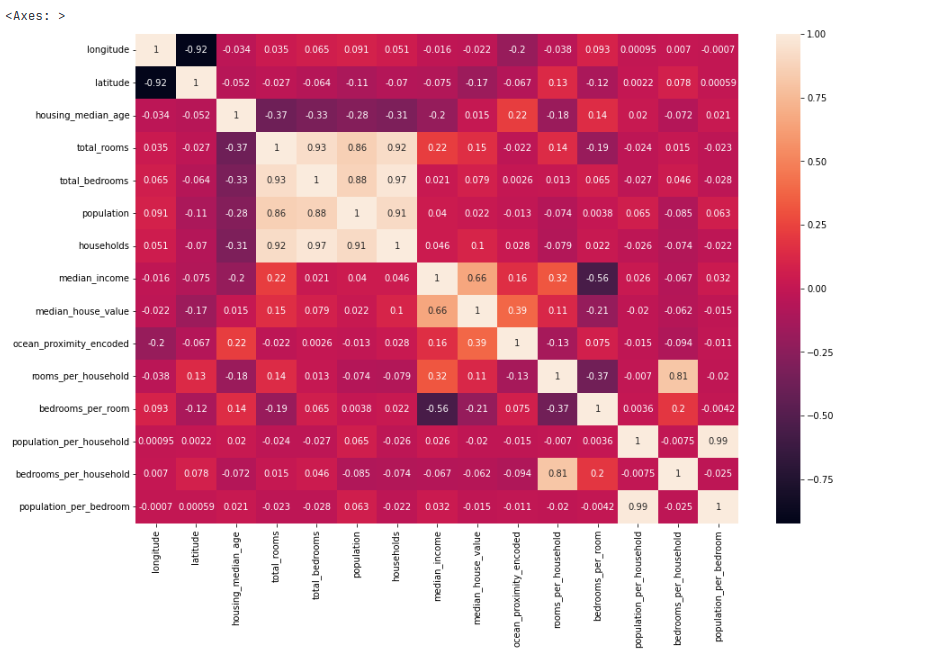 <Axes: >
longitude 1 -0.92 -0.034 0.035 0.065 0.091 0.051 -0.016 -0.022 -0.2 -0.038 0.093 0.00095 0.007 -0.0007
latitude -0.92 1 -0.052 -0.027 -0.064 -0.11 -0.07 -0.075 -0.17 -0.067 0.13 -0.12 0.0022 0.078 0.00059
housing_median_age -0.034 -0.052 1 -0.37 -0.33 -0.28 -0.31 -0.2 0.015 0.22 -0.18 0.14 0.02 -0.072 0.021
total_rooms 0.035 -0.027 -0.37 1 0.93 0.86 0.92 0.22 0.15 -0.022 0.14 -0.19 -0.024 0.015 -0.023
total_bedrooms 0.065 -0.064 -0.33 0.93 1 0.88 0.97 0.021 0.079 0.0026 0.013 0.065 -0.027 0.046 -0.028
population 0.091 -0.11 -0.28 0.86 0.88 1 0.91 0.04 0.022 -0.013 -0.074 0.0038 0.065 -0.085 0.063
households 0.051 -0.07 -0.31 0.92 0.97 0.91 1 0.046 0.1 0.028 -0.079 0.022 -0.026 -0.074 -0.022
median_income -0.016 -0.075 -0.2 0.22 0.021 0.04 0.046 1 0.66 0.16 0.32 -0.56 0.026 -0.067 0.032
median_house_value -0.022 -0.17 0.015 0.15 0.079 0.022 0.1 0.66 1 0.39 0.11 -0.21 -0.02 -0.062 -0.015
ocean_proximity_encoded -0.2 -0.067 0.22 -0.022 0.0026 -0.013 0.028 0.16 0.39 1 -0.13 0.075 -0.015 -0.094 -0.011
rooms_per_household -0.038 0.13 -0.18 0.14 0.013 -0.074 -0.079 0.32 0.11 -0.13 1 -0.37 -0.007 0.81 -0.02
bedrooms_per_room 0.093 -0.12 0.14 -0.19 0.065 0.0038 0.022 -0.56 -0.21 0.075 -0.37 1 0.0036 0.2 -0.0042
population_per_household 0.00095 0.0022 0.02 -0.024 -0.027 0.065 -0.026 0.026 -0.02 -0.015 -0.007 0.0036 1 -0.0075 0.99
bedrooms_per_household 0.007 0.078 -0.072 0.015 0.046 -0.085 -0.074 -0.067 -0.062 -0.094 0.81 0.2 -0.0075 1 -0.025
population_per_bedroom -0.0007 0.00059 0.021 -0.023 -0.028 0.063 -0.022 0.032 -0.015 -0.011 -0.02 -0.0042 0.99 -0.025 1
longitude
latitude
housing_median_age
total_rooms
total_bedrooms
population
households
median_income
median_house_value
ocean_proximity_encoded
rooms_per_household
bedrooms_per_room
population_per_household
bedrooms_per_household
population_per_bedroom
1.00
0.75
0.50
0.25
0.00
-0.25
-0.50
-0.75